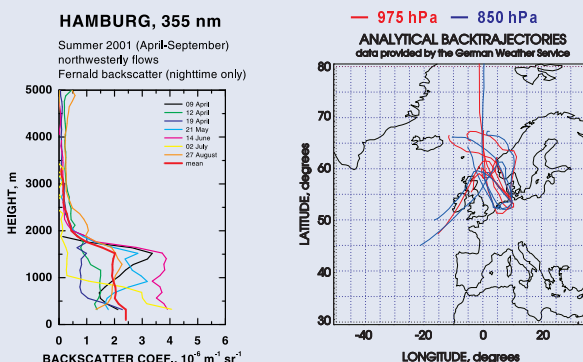 HAMBURG, 355 nm
Summer 2001 (April-September)
northwesterly flows
Fernald backscatter (nighttime only)
5000
4000
3000
2000
1000
0
HEIGHT, m
09 April
12 April
19 April
21 May
14 June
02 July
27 August
mean
0 1 2 3 4 5 6
BACKSCATTER COEF., 10⁻⁶ m⁻¹ sr⁻¹
975 hPa 850 hPa
ANALYTICAL BACKTRAJECTORIES
data provided by the German Weather Service
80
70
60
50
40
30
LATITUDE, degrees
-40 -20 0 20
LONGITUDE, degrees